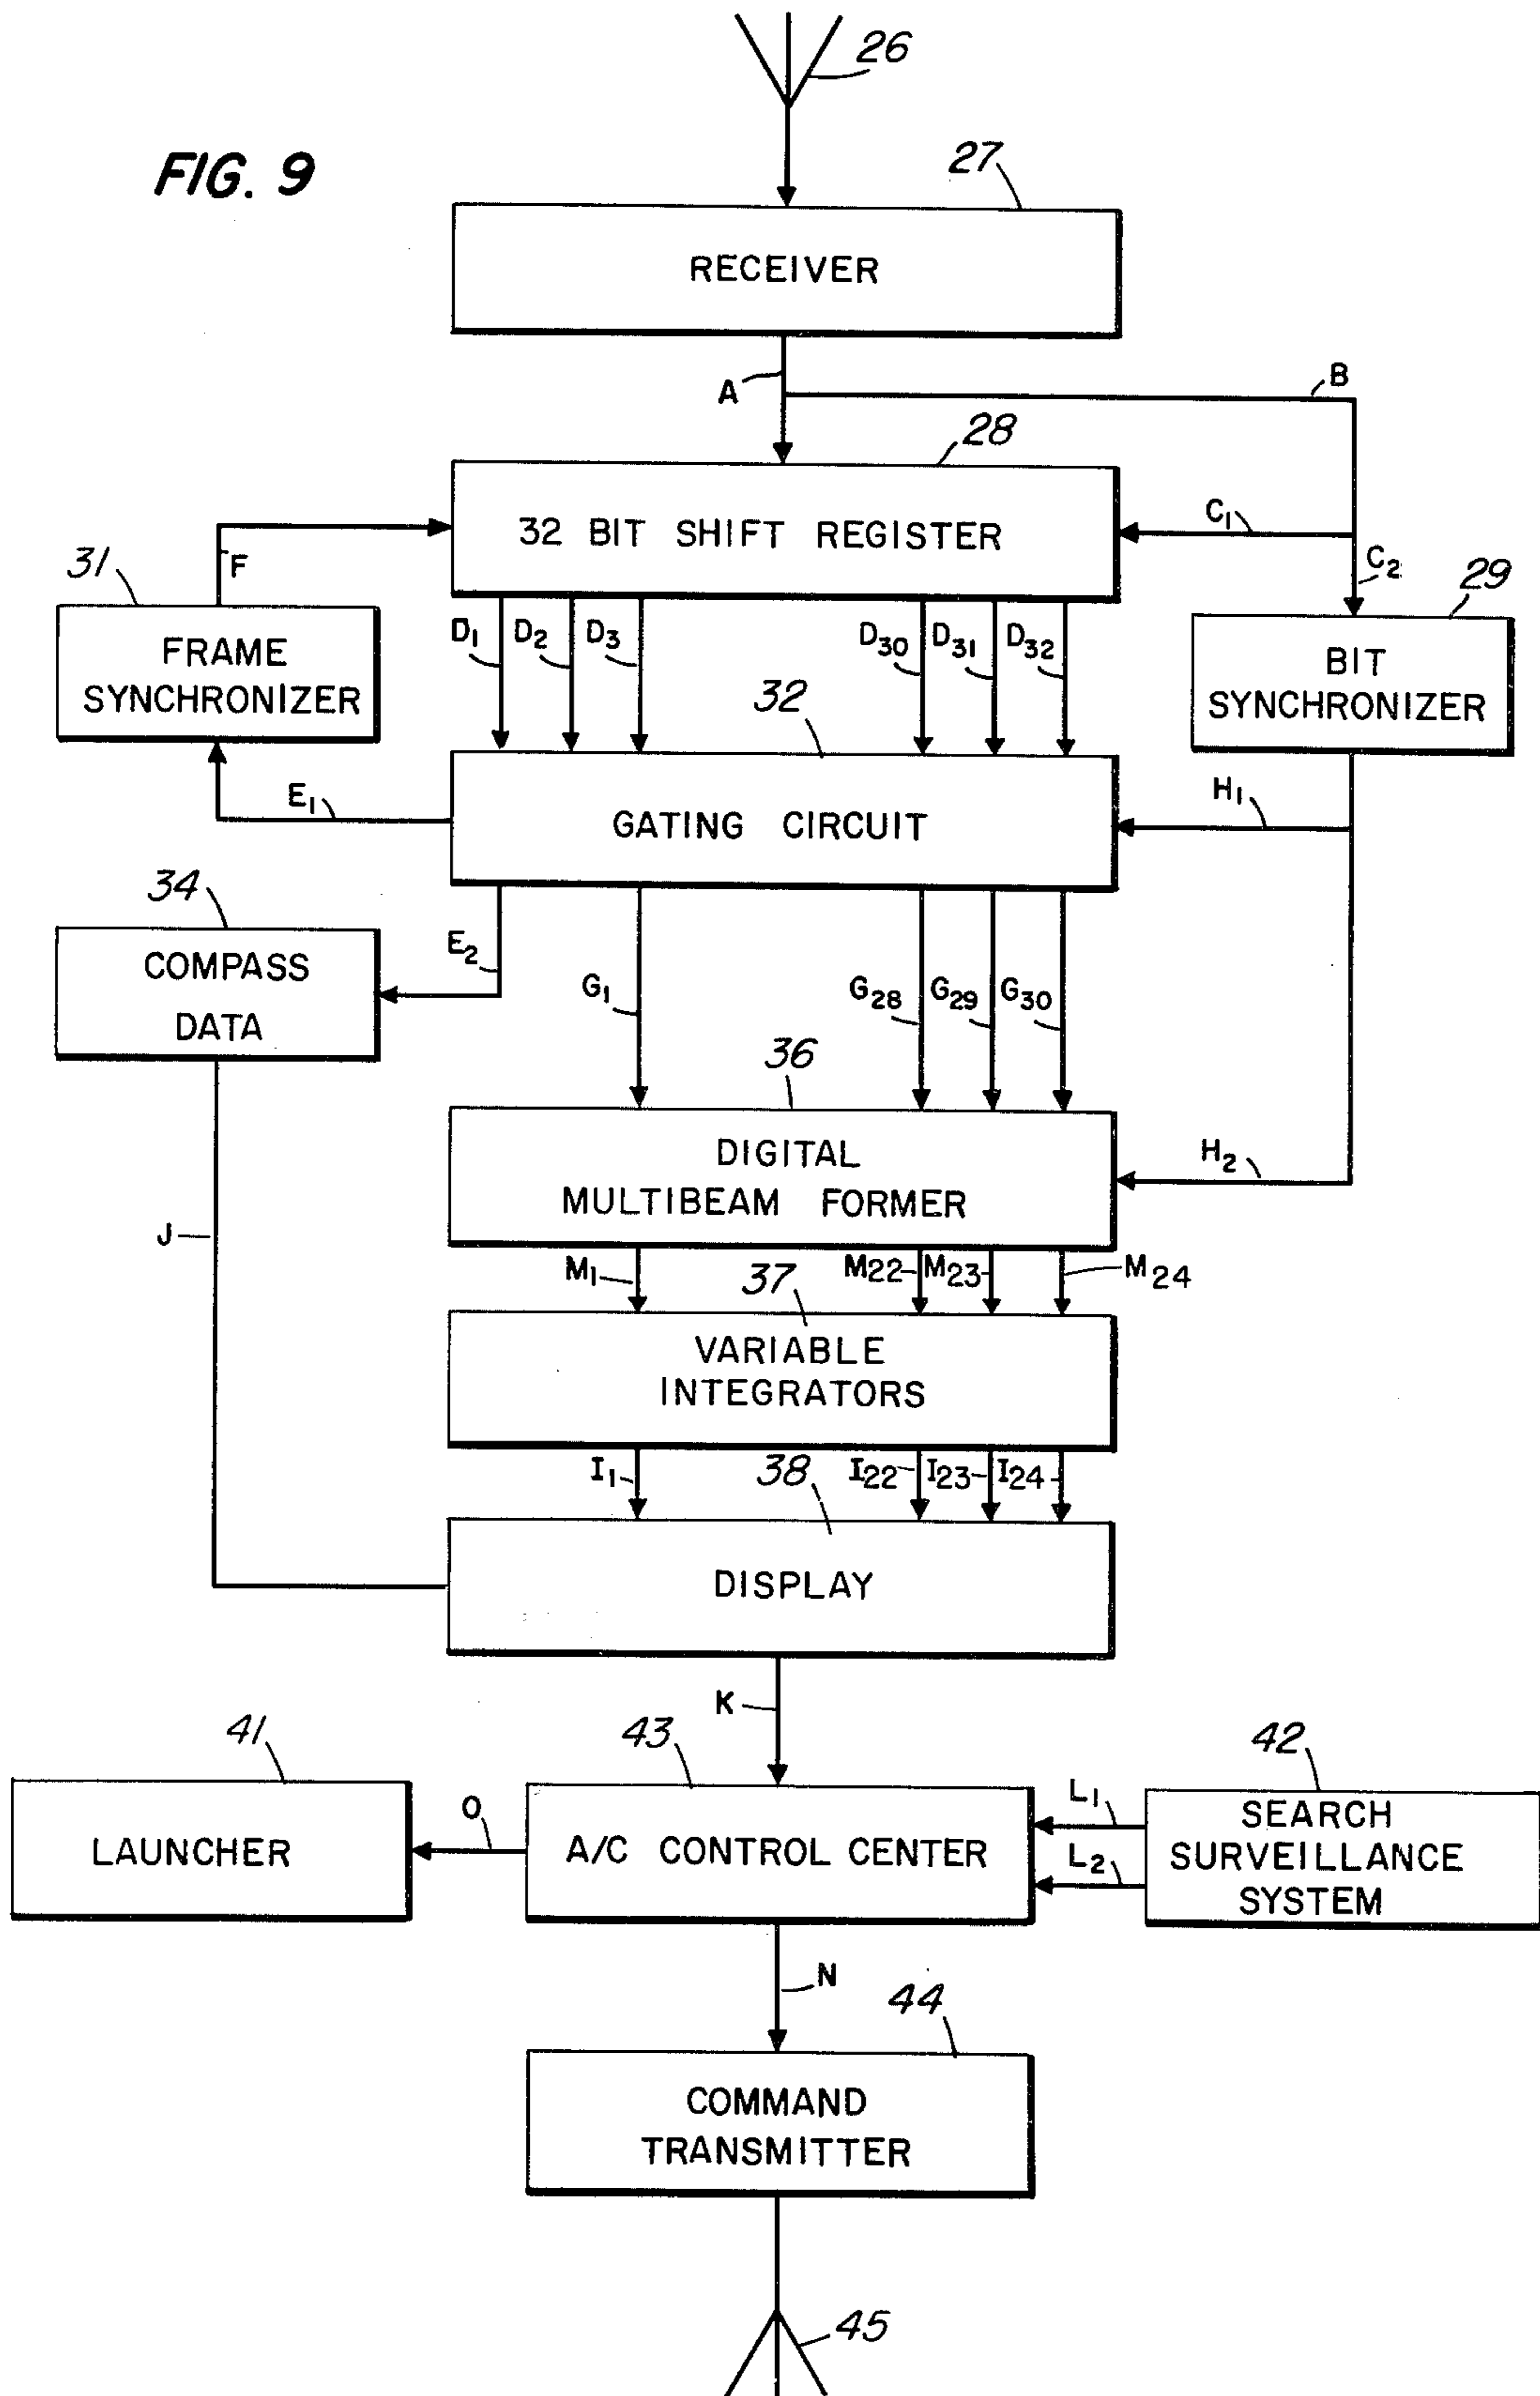 26
FIG. 9
27
RECEIVER
A
B
28
32 BIT SHIFT REGISTER
C1
C2
F
31
29
FRAME
SYNCHRONIZER
D1 D2 D3 D30 D31 D32
BIT
SYNCHRONIZER
32
E1
GATING CIRCUIT
H1
34
COMPASS
DATA
E2
G1 G28 G29 G30
36
DIGITAL
MULTIBEAM FORMER
H2
J
M1 M22 M23 M24
37
VARIABLE
INTEGRATORS
I1 I22 I23 I24
38
DISPLAY
K
41
43
42
LAUNCHER
O
A/C CONTROL CENTER
L1
L2
SEARCH
SURVEILLANCE
SYSTEM
N
44
COMMAND
TRANSMITTER
45